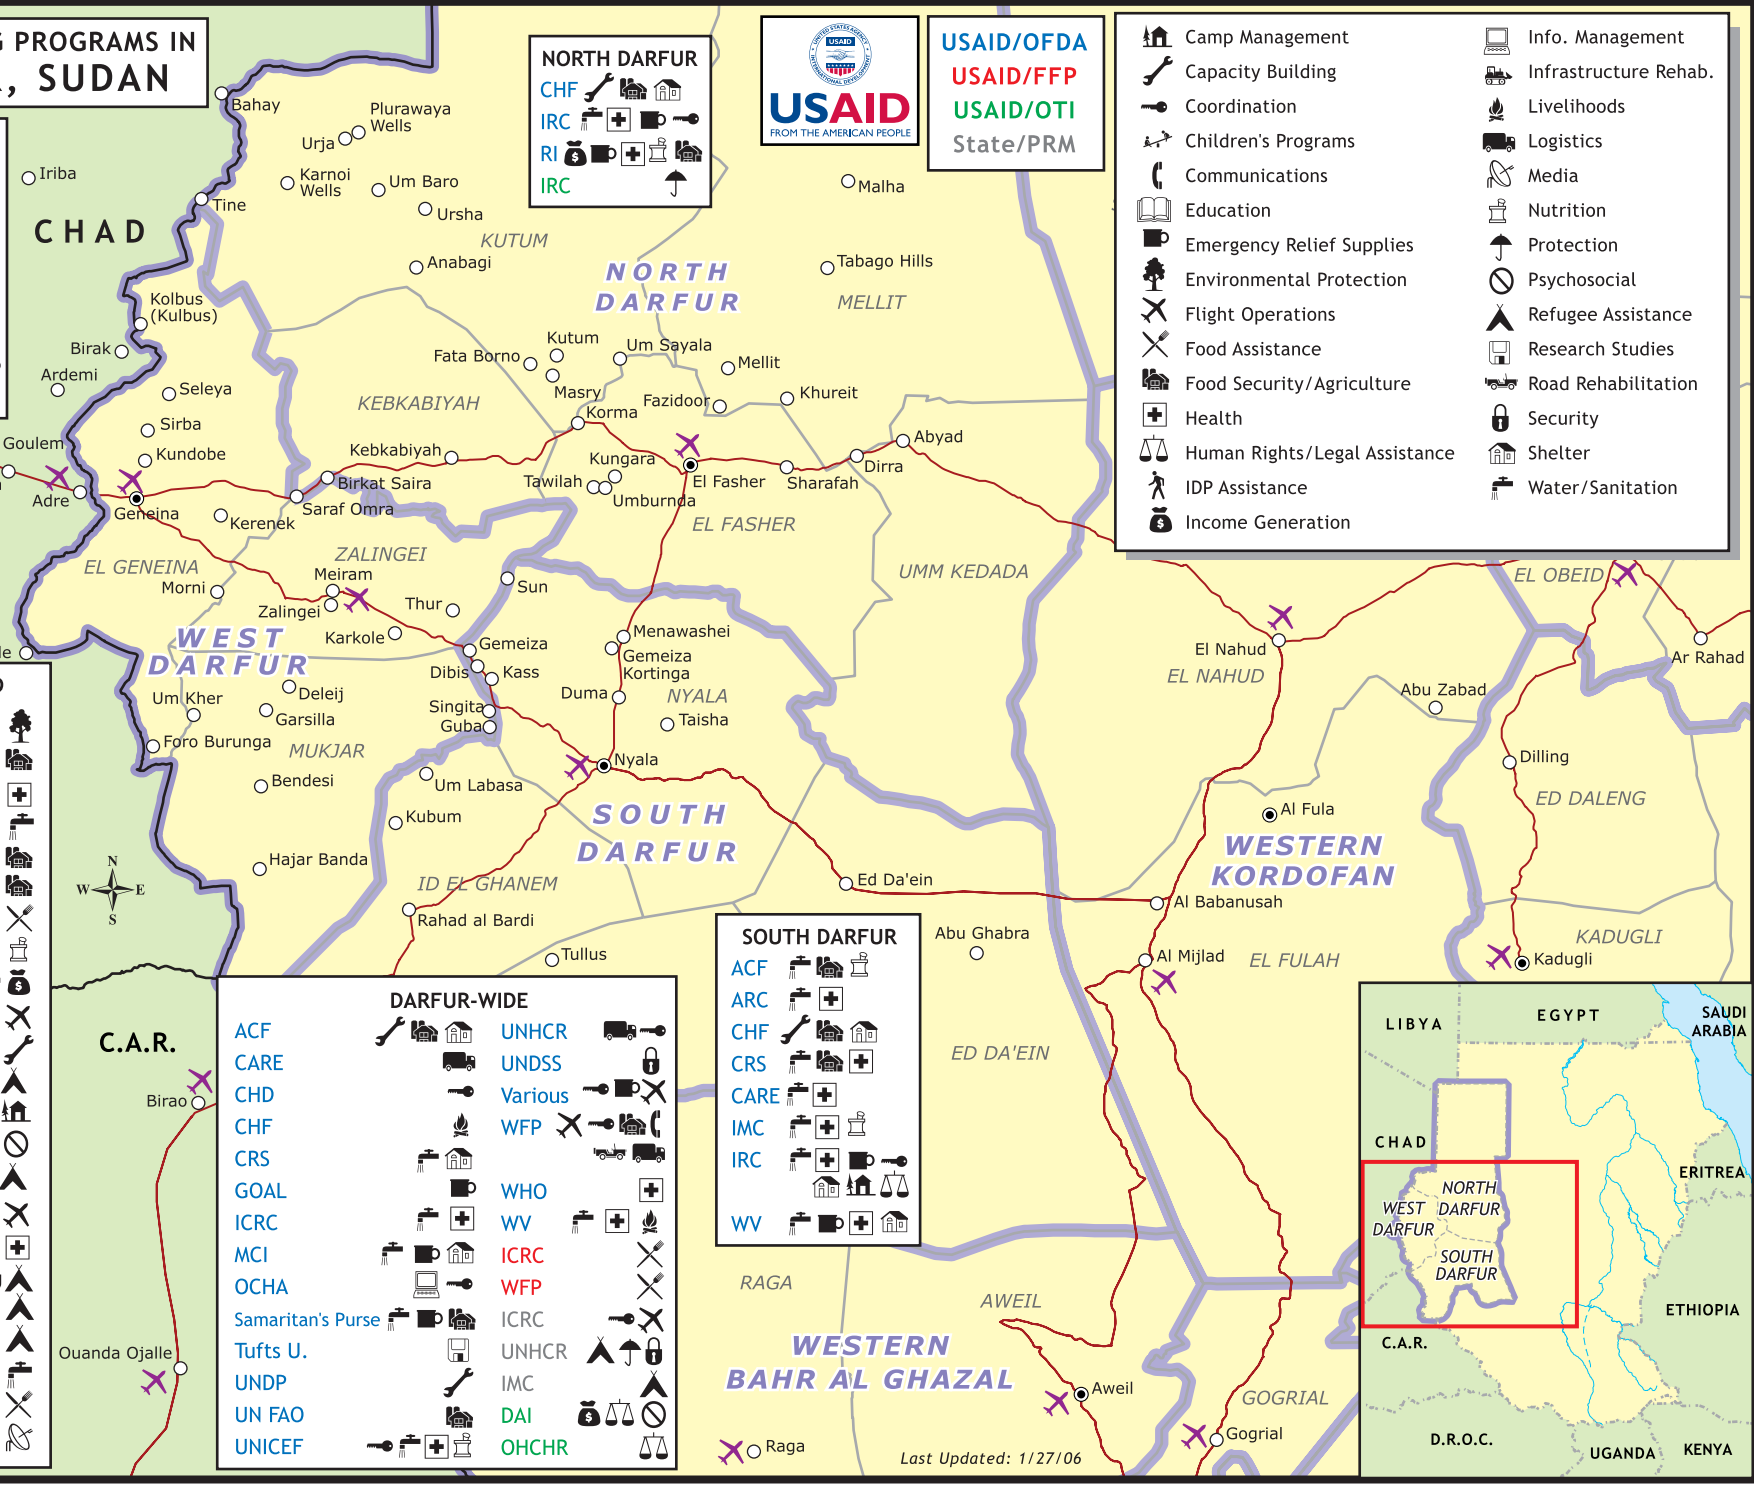 PROGRAMS IN
, SUDAN
NORTH DARFUR
CHF
IRC
RI
IRC
UNITED STATES AGENCY
INTERNATIONAL DEVELOPMENT
USAID
USAID
FROM THE AMERICAN PEOPLE
USAID/OFDA
USAID/FFP
USAID/OTI
State/PRM
Camp Management
Capacity Building
Coordination
Children's Programs
Communications
Education
Emergency Relief Supplies
Environmental Protection
Flight Operations
Food Assistance
Food Security/Agriculture
Health
Human Rights/Legal Assistance
IDP Assistance
Income Generation
Info. Management
Infrastructure Rehab.
Livelihoods
Logistics
Media
Nutrition
Protection
Psychosocial
Refugee Assistance
Research Studies
Road Rehabilitation
Security
Shelter
Water/Sanitation
Bahay
Plurawaya
Wells
Urja
Iriba
Karnoi
Wells
Um Baro
Malha
Tine
Ursha
CHAD
KUTUM
Anabagi
NORTH
DARFUR
Tabago Hills
MELLIT
Kolbus
(Kulbus)
Birak
Kutum
Um Sayala
Fata Borno
Mellit
Ardemi
Seleya
Masry
Khureit
KEBKABIYAH
Fazidoor
Korma
Sirba
Goulem
Abyad
Kebkabiyah
Kundobe
Kungara
Dirra
Birkat Saira
Tawilah
El Fasher
Sharafah
Adre
Umburnda
Geneina
Saraf Omra
Kerenek
EL FASHER
ZALINGEI
EL GENEINA
UMM KEDADA
EL OBEID
Meiram
Morni
Sun
Zalingei
Thur
Karkole
Menawashei
WEST
DARFUR
Gemeiza
Gemeiza
Kortinga
El Nahud
Ar Rahad
Dibis
Kass
EL NAHUD
Deleij
Um Kher
Duma
NYALA
Abu Zabad
Singita
Garsilla
Taisha
Guba
Foro Burunga
MUKJAR
Nyala
Dilling
Bendesi
Um Labasa
ED DALENG
Kubum
SOUTH
DARFUR
Al Fula
WESTERN
KORDOFAN
Hajar Banda
N
W
E
S
ID EL GHANEM
Ed Da'ein
Rahad al Bardi
Al Babanusah
Abu Ghabra
KADUGLI
Tullus
Al Mijlad
EL FULAH
Kadugli
C.A.R.
ED DA'EIN
Birao
Ouanda Ojalle
RAGA
AWEIL
WESTERN
BAHR AL GHAZAL
Aweil
GOGRIAL
Gogrial
Raga
Last Updated: 1/27/06
DARFUR-WIDE
ACF
CARE
CHD
CHF
CRS
GOAL
ICRC
MCI
OCHA
Samaritan's Purse
Tufts U.
UNDP
UN FAO
UNICEF
UNHCR
UNDSS
Various
WFP
WHO
WV
ICRC
WFP
ICRC
UNHCR
IMC
DAI
OHCHR
SOUTH DARFUR
ACF
ARC
CHF
CRS
CARE
IMC
IRC
WV
LIBYA
EGYPT
SAUDI
ARABIA
CHAD
ERITREA
NORTH
DARFUR
WEST
DARFUR
SOUTH
DARFUR
ETHIOPIA
C.A.R.
D.R.O.C.
UGANDA
KENYA